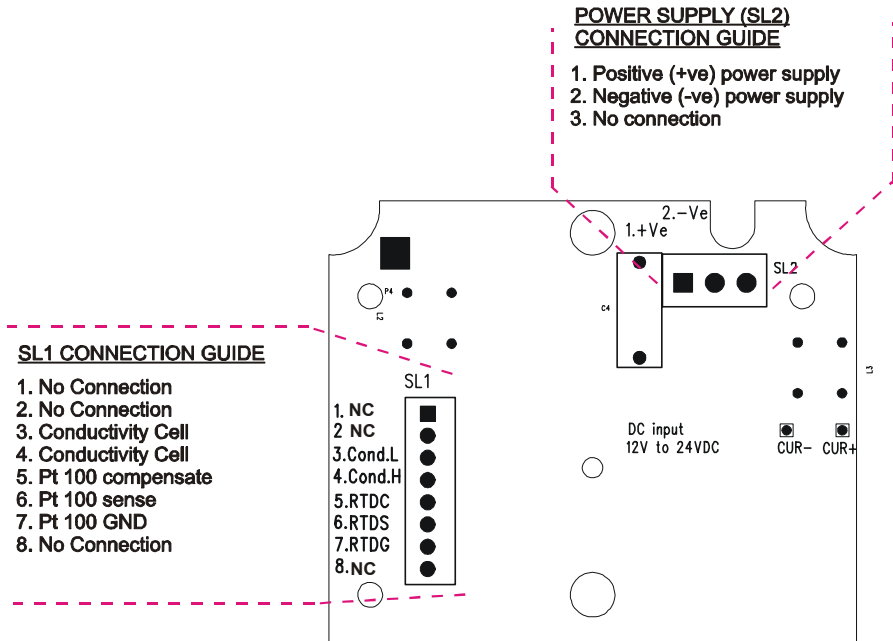 POWER SUPPLY (SL2)
CONNECTION GUIDE
1. Positive (+ve) power supply
2. Negative (-ve) power supply
3. No connection
2.-Ve
1.+Ve
SL2
P4
C4
L3
SL1 CONNECTION GUIDE
1. No Connection
2. No Connection
3. Conductivity Cell
4. Conductivity Cell
5. Pt 100 compensate
6. Pt 100 sense
7. Pt 100 GND
8. No Connection
SL1
1. NC
2 NC
3.Cond.L
4.Cond.H
5.RTDC
6.RTDS
7.RTDG
8.NC
DC input
12V to 24VDC
CUR- CUR+